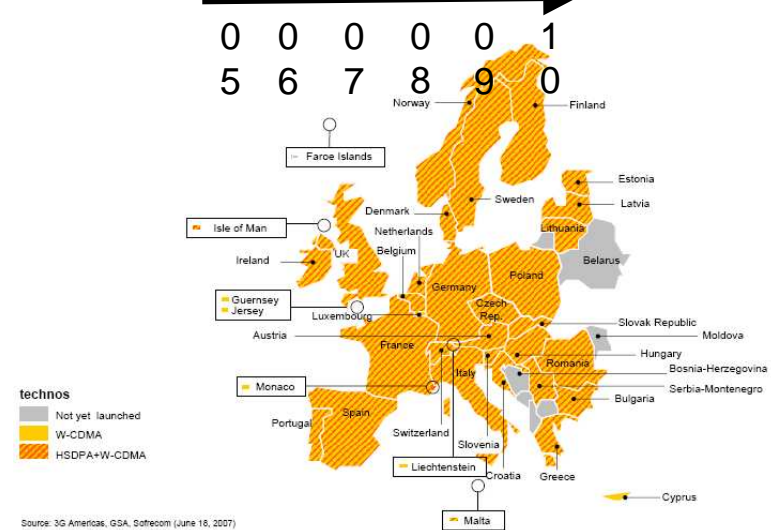 0 0 0 0 0 1
5 6 7 8 9 0
Norway
Finland
Faroe Islands
Estonia
Sweden
Latvia
Denmark
Isle of Man
Netherlands
Lithuania
Belgium
UK
Ireland
Belarus
Poland
Germany
Guernsey
Jersey
Czech
Rep.
Luxembourg
Slovak Republic
Austria
Moldova
France
Hungary
Romania
Bosnia-Herzegovina
Italy
Monaco
Serbia-Montenegro
technos
Bulgaria
Not yet launched
Spain
Portugal
W-CDMA
Switzerland
Slovenia
HSDPA+W-CDMA
Liechtenstein
Croatia
Greece
Cyprus
Malta
Source: 3G Americas, GSA, Sofrecom (June 18, 2007)